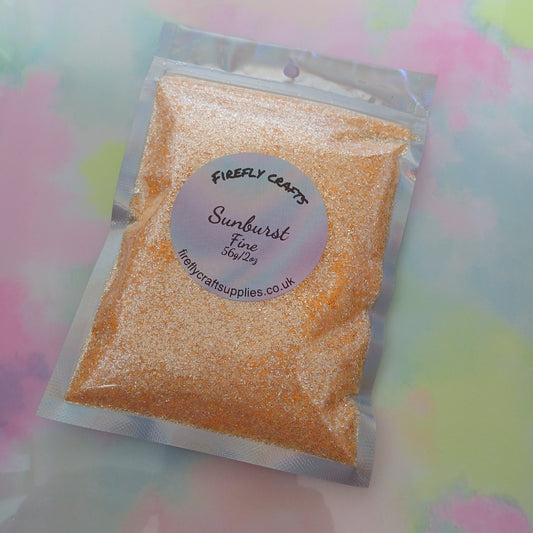 FIREFLY CRAFTS
Sunburst
Fine
56g/2oz
fireflycraftsupplies.co.uk